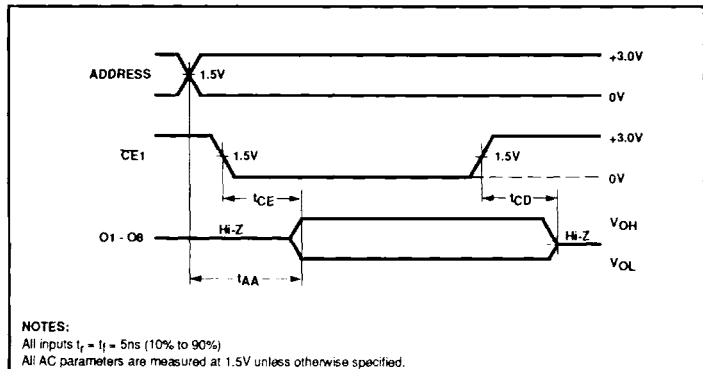 ADDRESS 1.5V +3.0V
0V
CE1 1.5V 1.5V +3.0V
0V
tCE tCD
O1 - O8 Hi-Z Hi-Z VOH
VOL
tAA
NOTES:
All inputs tr = tf = 5ns (10% to 90%)
All AC parameters are measured at 1.5V unless otherwise specified.